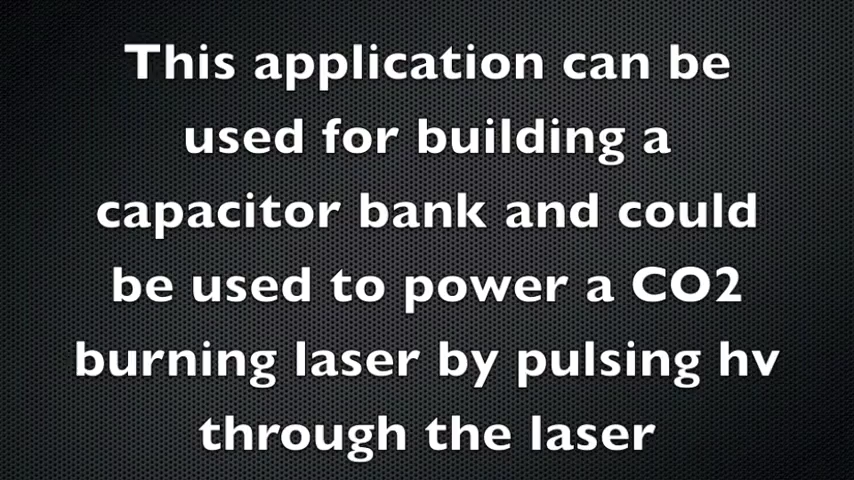 This application can be
used for building a
capacitor bank and could
be used to power a CO2
burning laser by pulsing hv
through the laser